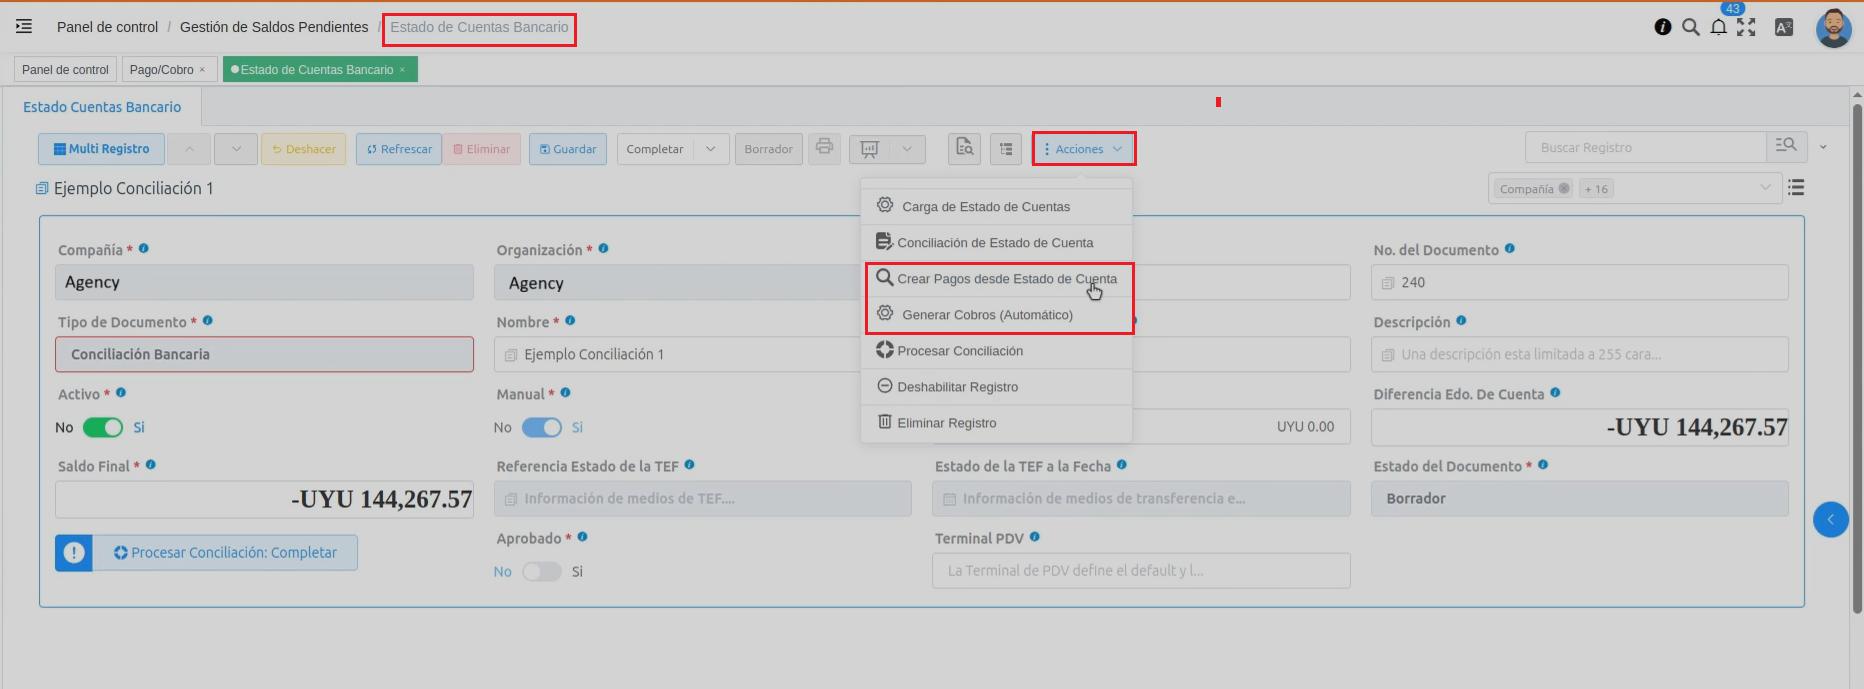 Panel de control / Gestión de Saldos Pendientes / Estado de Cuentas Bancario
43
Panel de control
Pago/Cobro ×
Estado de Cuentas Bancario ×
Estado Cuentas Bancario
Multi Registro
Deshacer
Refrescar
Eliminar
Guardar
Completar
Borrador
Acciones
Buscar Registro
Ejemplo Conciliación 1
Compañía
+ 16
Carga de Estado de Cuentas
Conciliación de Estado de Cuenta
Crear Pagos desde Estado de Cuenta
Generar Cobros (Automático)
Procesar Conciliación
Deshabilitar Registro
Eliminar Registro
Compañía *
Agency
Organización *
Agency
No. del Documento
240
Tipo de Documento *
Conciliación Bancaria
Nombre *
Ejemplo Conciliación 1
Descripción
Una descripción esta limitada a 255 cara...
Activo *
No Si
Manual *
No Si
UYU 0.00
Diferencia Edo. De Cuenta
-UYU 144,267.57
Saldo Final *
-UYU 144,267.57
Referencia Estado de la TEF
Información de medios de TEF....
Estado de la TEF a la Fecha
Información de medios de transferencia e...
Estado del Documento *
Borrador
Procesar Conciliación: Completar
Aprobado *
No Si
Terminal PDV
La Terminal de PDV define el default y l...